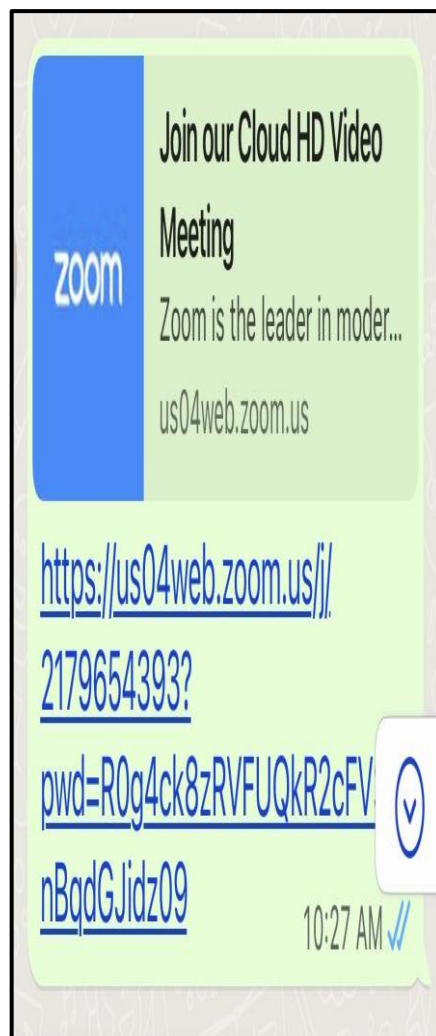 Join our Cloud HD Video
Meeting
zoom
Zoom is the leader in moder...
us04web.zoom.us
https://us04web.zoom.us/j/
2179654393?
pwd=R0g4ck8zRVFUQkR2cFV
nBqdGJidz09
10:27 AM